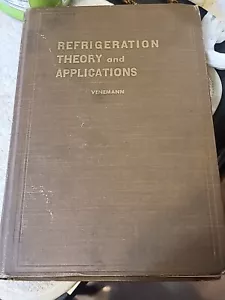 REFRIGERATION
THEORY and
APPLICATIONS
VENEMANN